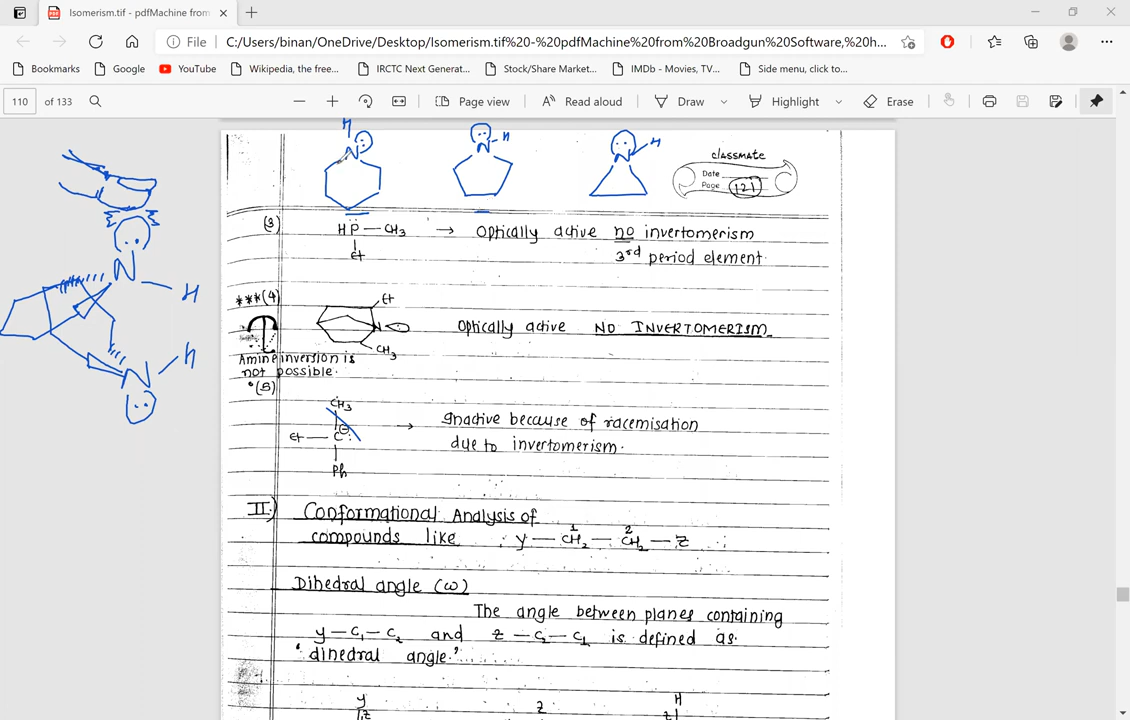 Isomerism.tif - pdfMachine from
File C:/Users/binan/OneDrive/Desktop/Isomerism.tif%20-%20pdfMachine%20from%20Broadgun%20Software,%20h...
Bookmarks Google YouTube Wikipedia, the free... IRCTC Next Generat... Stock/Share Market... IMDb - Movies, TV... Side menu, click to...
110 of 133 Page view Read aloud Draw Highlight Erase
H N N-H N H
classmate
Date
Page 121
(3) HP̈ — CH3 → Optically active no invertomerism
Et 3rd period element
N H
***(4) Et
N Optically active NO INVERTOMERISM.
CH3
Amine inversion is
not possible.
N H
*(5)
CH3
Et — C:⊖ → Inactive because of racemisation
due to invertomerism.
Ph
II.) Conformational Analysis of
compounds like y — CH2 — CH2 — Z
1 2
Dihedral angle (ω)
The angle between planes containing
y — C1 — C2 and z — C2 — C1 is defined as
"dihedral angle."
y Z H
z z